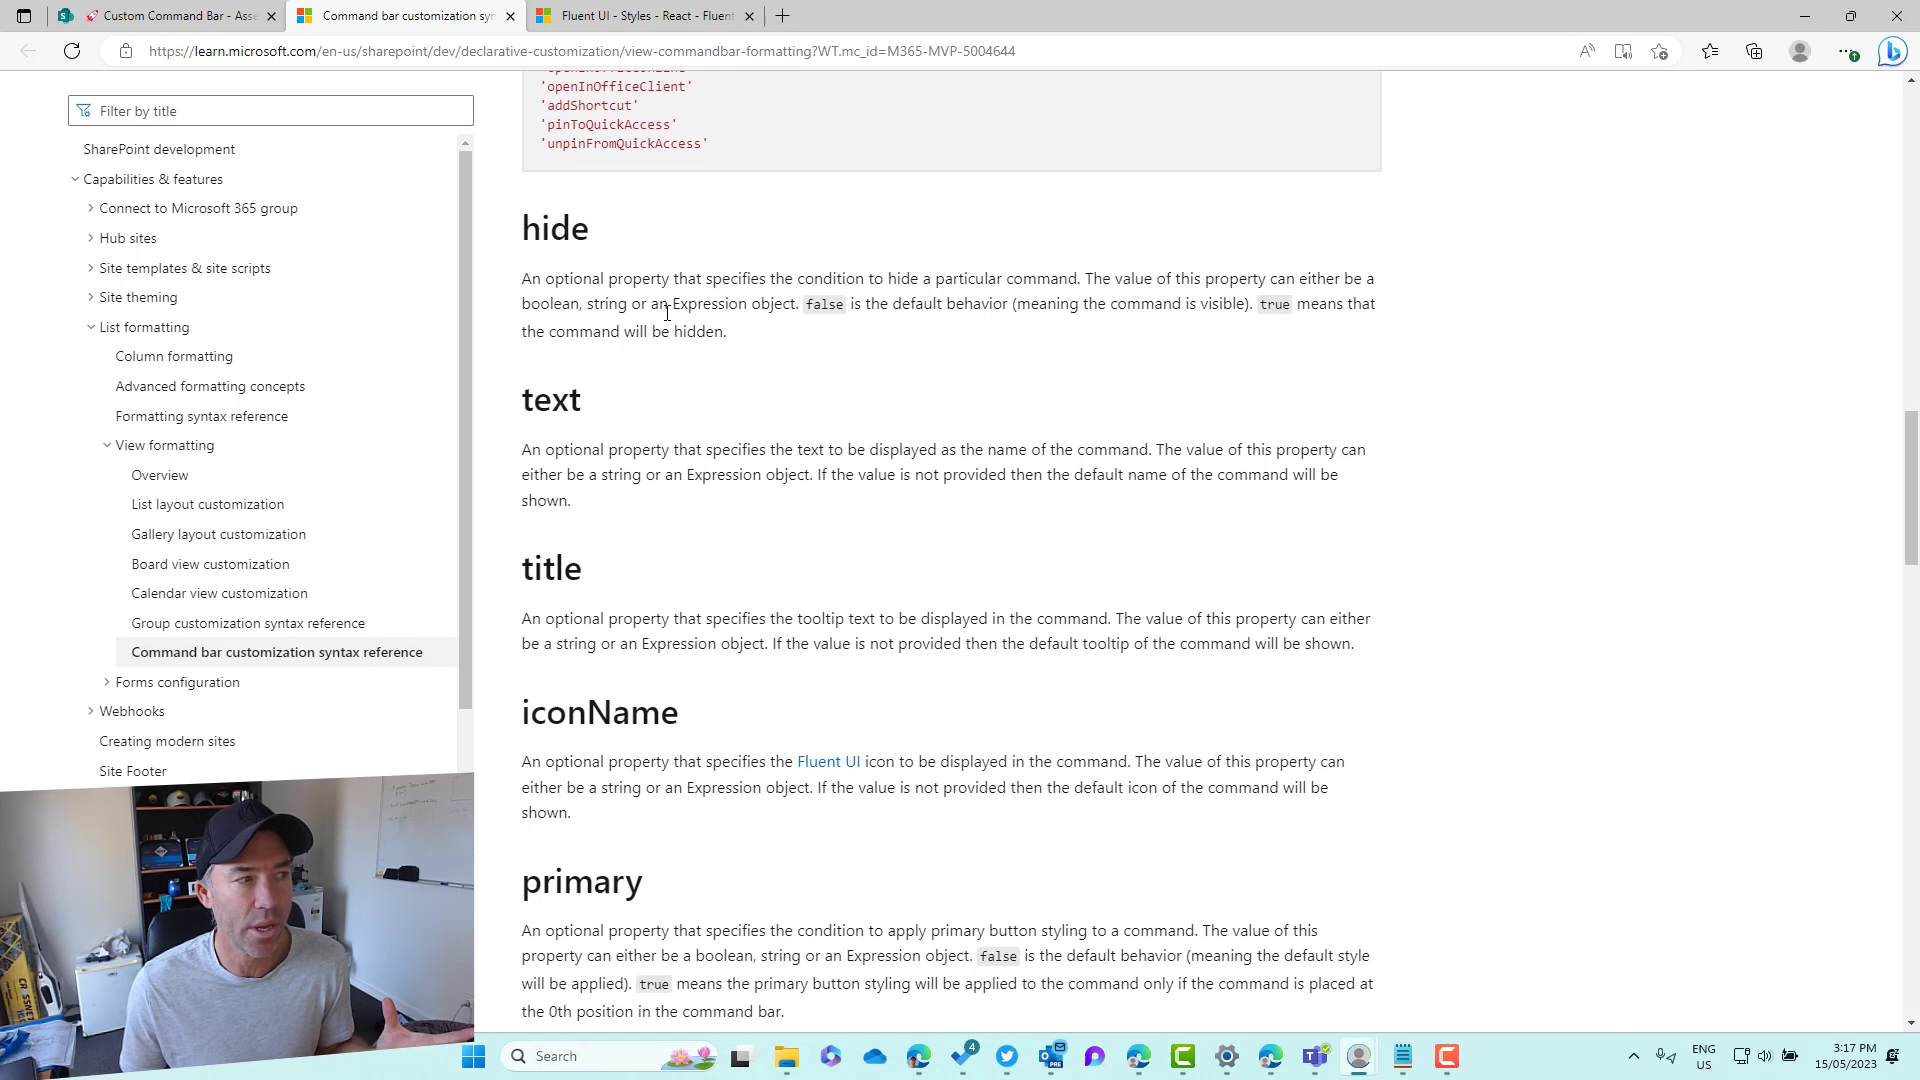 🚀 Custom Command Bar - Asse
Command bar customization syn
Fluent UI - Styles - React - Fluent
https://learn.microsoft.com/en-us/sharepoint/dev/declarative-customization/view-commandbar-formatting?WT.mc_id=M365-MVP-5004644
Filter by title
SharePoint development
Capabilities & features
Connect to Microsoft 365 group
Hub sites
Site templates & site scripts
Site theming
List formatting
Column formatting
Advanced formatting concepts
Formatting syntax reference
View formatting
Overview
List layout customization
Gallery layout customization
Board view customization
Calendar view customization
Group customization syntax reference
Command bar customization syntax reference
Forms configuration
Webhooks
Creating modern sites
Site Footer
'openInOfficeClient'
'addShortcut'
'pinToQuickAccess'
'unpinFromQuickAccess'
hide
An optional property that specifies the condition to hide a particular command. The value of this property can either be a
boolean, string or an Expression object. false is the default behavior (meaning the command is visible). true means that
the command will be hidden.
text
An optional property that specifies the text to be displayed as the name of the command. The value of this property can
either be a string or an Expression object. If the value is not provided then the default name of the command will be
shown.
title
An optional property that specifies the tooltip text to be displayed in the command. The value of this property can either
be a string or an Expression object. If the value is not provided then the default tooltip of the command will be shown.
iconName
An optional property that specifies the Fluent UI icon to be displayed in the command. The value of this property can
either be a string or an Expression object. If the value is not provided then the default icon of the command will be
shown.
primary
An optional property that specifies the condition to apply primary button styling to a command. The value of this
property can either be a boolean, string or an Expression object. false is the default behavior (meaning the default style
will be applied). true means the primary button styling will be applied to the command only if the command is placed at
the 0th position in the command bar.
Search
4
PRE
ENG
US
3:17 PM
15/05/2023